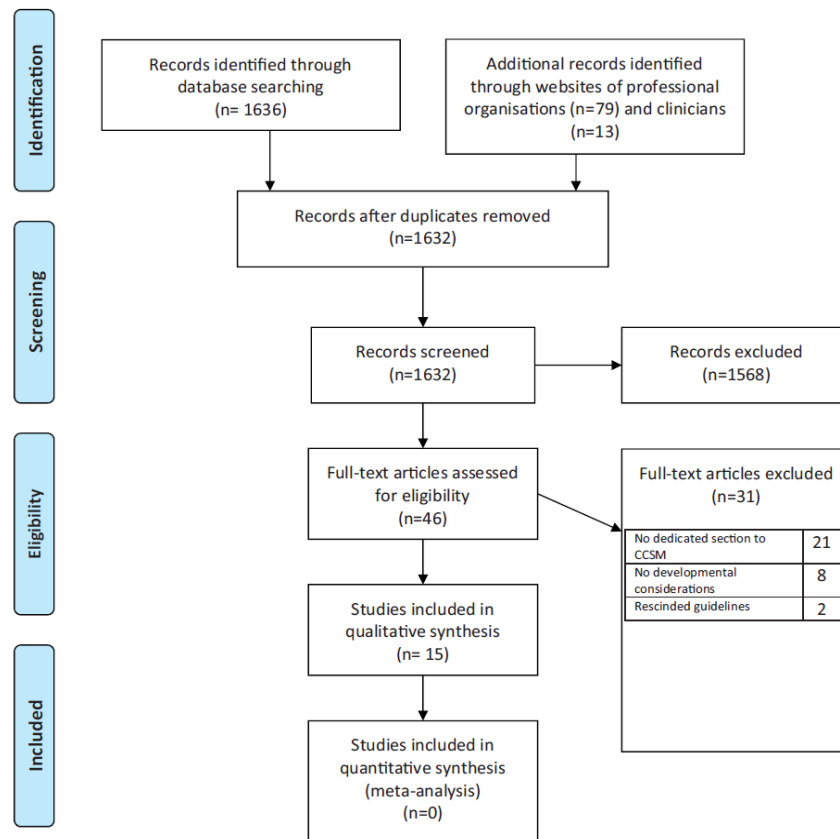 Identification
Records identified through
database searching
(n= 1636)
Additional records identified
through websites of professional
organisations (n=79) and clinicians
(n=13)
Records after duplicates removed
(n=1632)
Screening
Records screened
(n=1632)
Records excluded
(n=1568)
Eligibility
Full-text articles assessed
for eligibility
(n=46)
Full-text articles excluded
(n=31)
No dedicated section to
CCSM
21
No developmental
considerations
8
Rescinded guidelines
2
Studies included in
qualitative synthesis
(n= 15)
Included
Studies included in
quantitative synthesis
(meta-analysis)
(n=0)